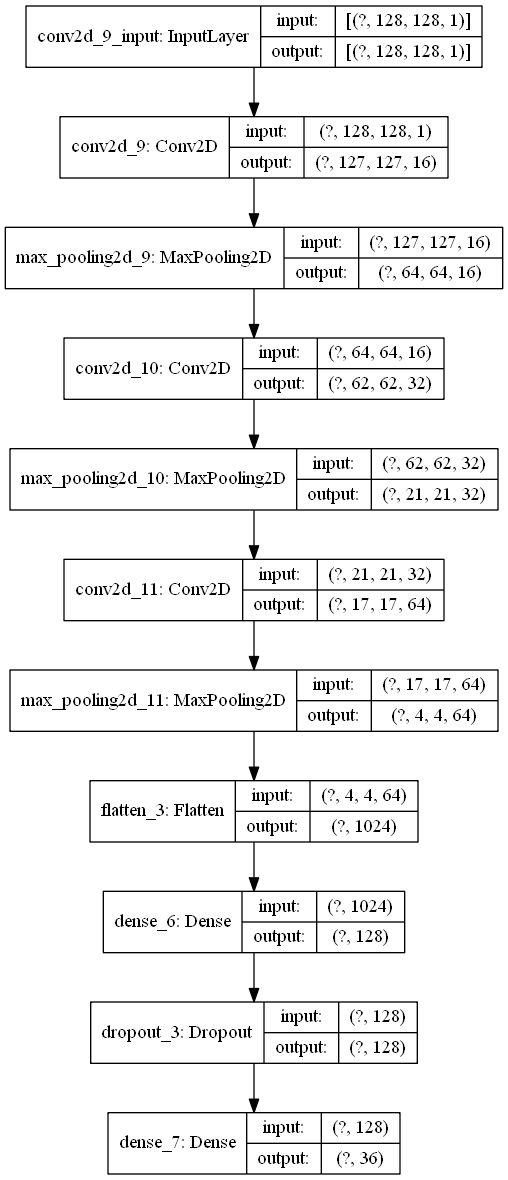 conv2d_9_input: InputLayer
input: [(?, 128, 128, 1)]
output: [(?, 128, 128, 1)]
conv2d_9: Conv2D
input: (?, 128, 128, 1)
output: (?, 127, 127, 16)
max_pooling2d_9: MaxPooling2D
input: (?, 127, 127, 16)
output: (?, 64, 64, 16)
conv2d_10: Conv2D
input: (?, 64, 64, 16)
output: (?, 62, 62, 32)
max_pooling2d_10: MaxPooling2D
input: (?, 62, 62, 32)
output: (?, 21, 21, 32)
conv2d_11: Conv2D
input: (?, 21, 21, 32)
output: (?, 17, 17, 64)
max_pooling2d_11: MaxPooling2D
input: (?, 17, 17, 64)
output: (?, 4, 4, 64)
flatten_3: Flatten
input: (?, 4, 4, 64)
output: (?, 1024)
dense_6: Dense
input: (?, 1024)
output: (?, 128)
dropout_3: Dropout
input: (?, 128)
output: (?, 128)
dense_7: Dense
input: (?, 128)
output: (?, 36)